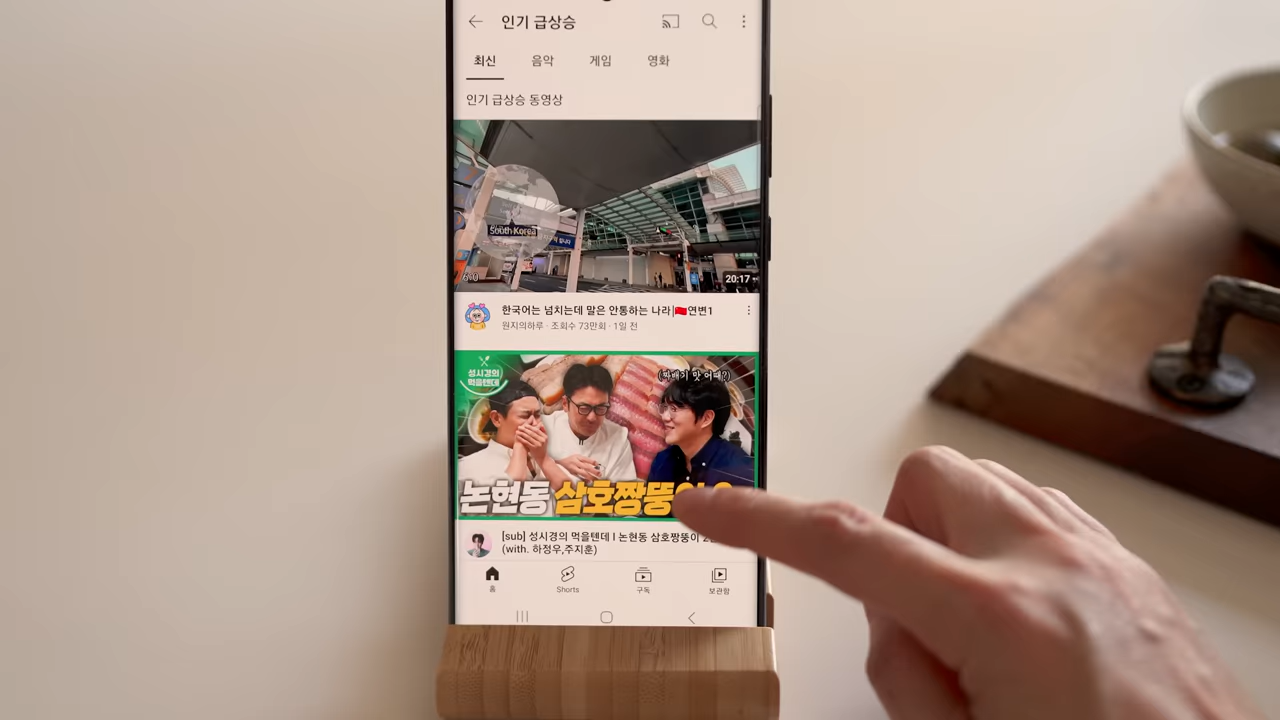 인기 급상승
최신 음악 게임 영화
인기 급상승 동영상
South Korea
20:17
한국어는 넘치는데 말은 안통하는 나라|🇨🇳연변1
원지의하루 · 조회수 73만회 · 1일 전
성시경의
먹을텐데
(짜배기 맛 어때?)
논현동 삼호짱뚱이
[sub] 성시경의 먹을텐데 l 논현동 삼호짱뚱이
(with. 하정우,주지훈)
홈 Shorts 구독 보관함